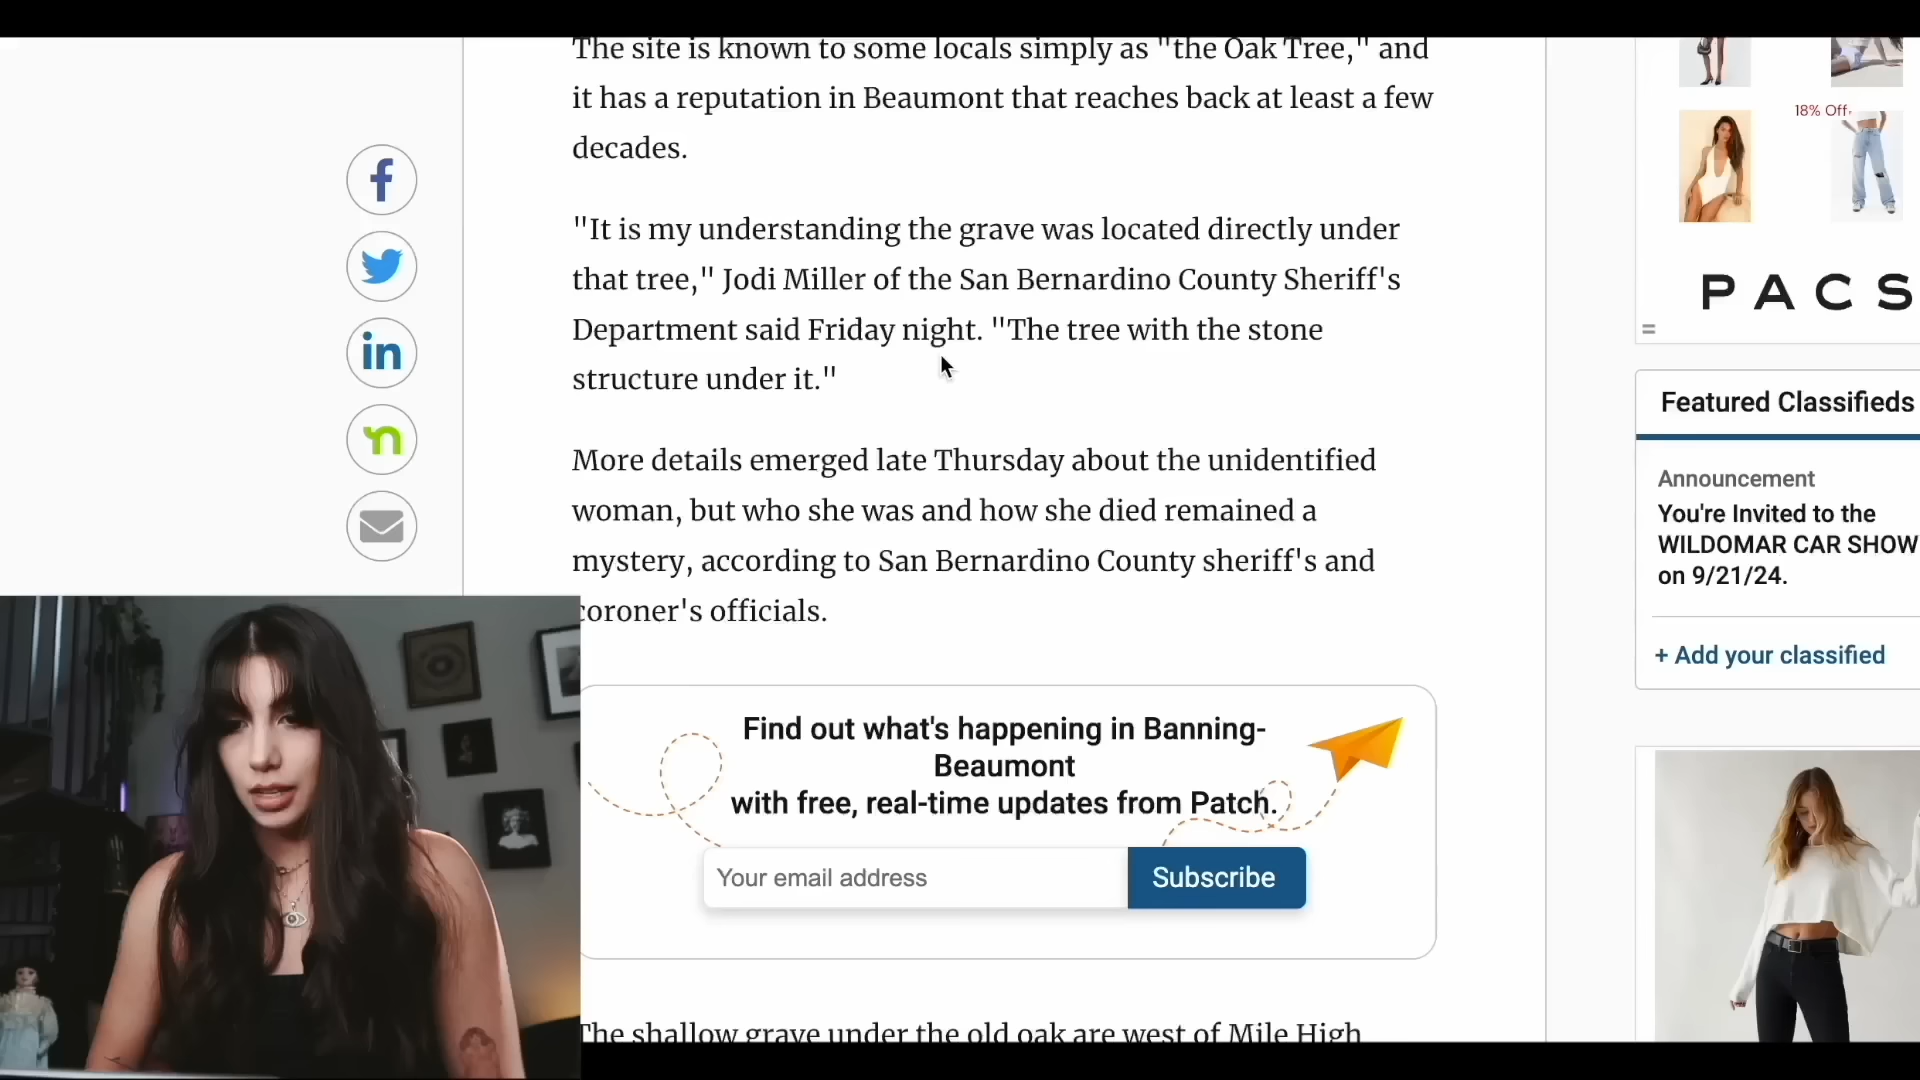 The site is known to some locals simply as "the Oak Tree," and
it has a reputation in Beaumont that reaches back at least a few
decades.
"It is my understanding the grave was located directly under
that tree," Jodi Miller of the San Bernardino County Sheriff's
Department said Friday night. "The tree with the stone
structure under it."
More details emerged late Thursday about the unidentified
woman, but who she was and how she died remained a
mystery, according to San Bernardino County sheriff's and
coroner's officials.
Find out what's happening in Banning-
Beaumont
with free, real-time updates from Patch.
Your email address
Subscribe
The shallow grave under the old oak are west of Mile High
18% Off
PACS
Featured Classifieds
Announcement
You're Invited to the
WILDOMAR CAR SHOW
on 9/21/24.
+ Add your classified